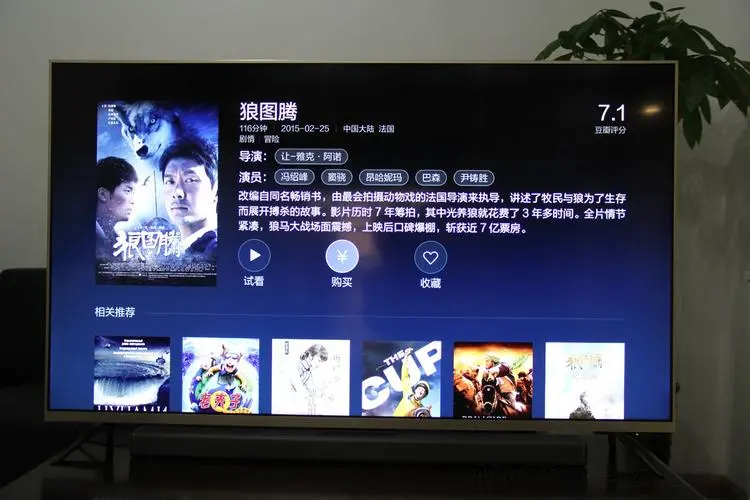 狼图腾
116分钟 2015-02-25 中国大陆 法国
剧情 冒险
7.1
豆瓣评分
导演: 让-雅克·阿诺
演员: 冯绍峰 窦骁 昂哈妮玛 巴森 尹铸胜
改编自同名畅销书，由最会拍摄动物戏的法国导演来执导，讲述了牧民与狼为了生存
而展开搏杀的故事。影片历时 7 年筹拍，其中光养狼就花费了 3 年多时间。全片情节
紧凑，狼马大战场面震撼，上映后口碑爆棚，斩获近 7 亿票房。
狼图腾
试看 购买 收藏
¥
相关推荐
老夫子
THE
CUP
狼图腾